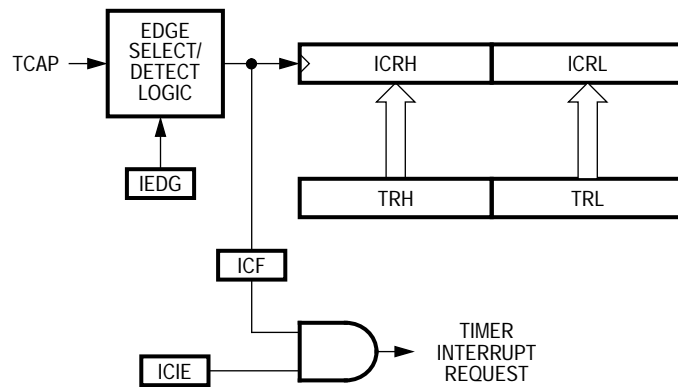 EDGE
SELECT/
DETECT
LOGIC
TCAP
ICRH
ICRL
IEDG
TRH
TRL
ICF
ICIE
TIMER
INTERRUPT
REQUEST